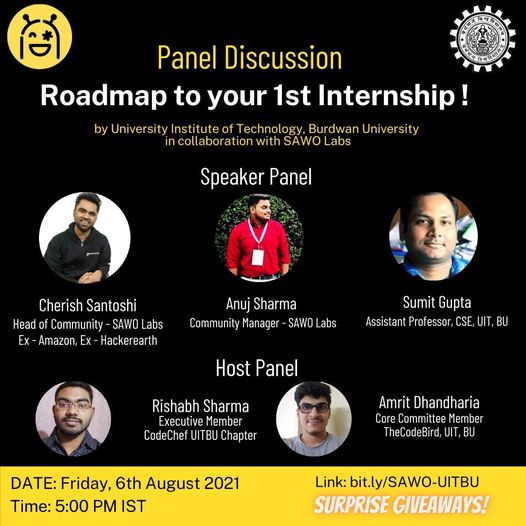 Panel Discussion
Roadmap to your 1st Internship !
by University Institute of Technology, Burdwan University
in collaboration with SAWO Labs
Speaker Panel
Cherish Santoshi
Head of Community - SAWO Labs
Ex - Amazon, Ex - Hackerearth
Anuj Sharma
Community Manager - SAWO Labs
Sumit Gupta
Assistant Professor, CSE, UIT, BU
Host Panel
Rishabh Sharma
Executive Member
CodeChef UITBU Chapter
Amrit Dhandharia
Core Committee Member
TheCodeBird, UIT, BU
DATE: Friday, 6th August 2021
Time: 5:00 PM IST
Link: bit.ly/SAWO-UITBU
SURPRISE GIVEAWAYS!